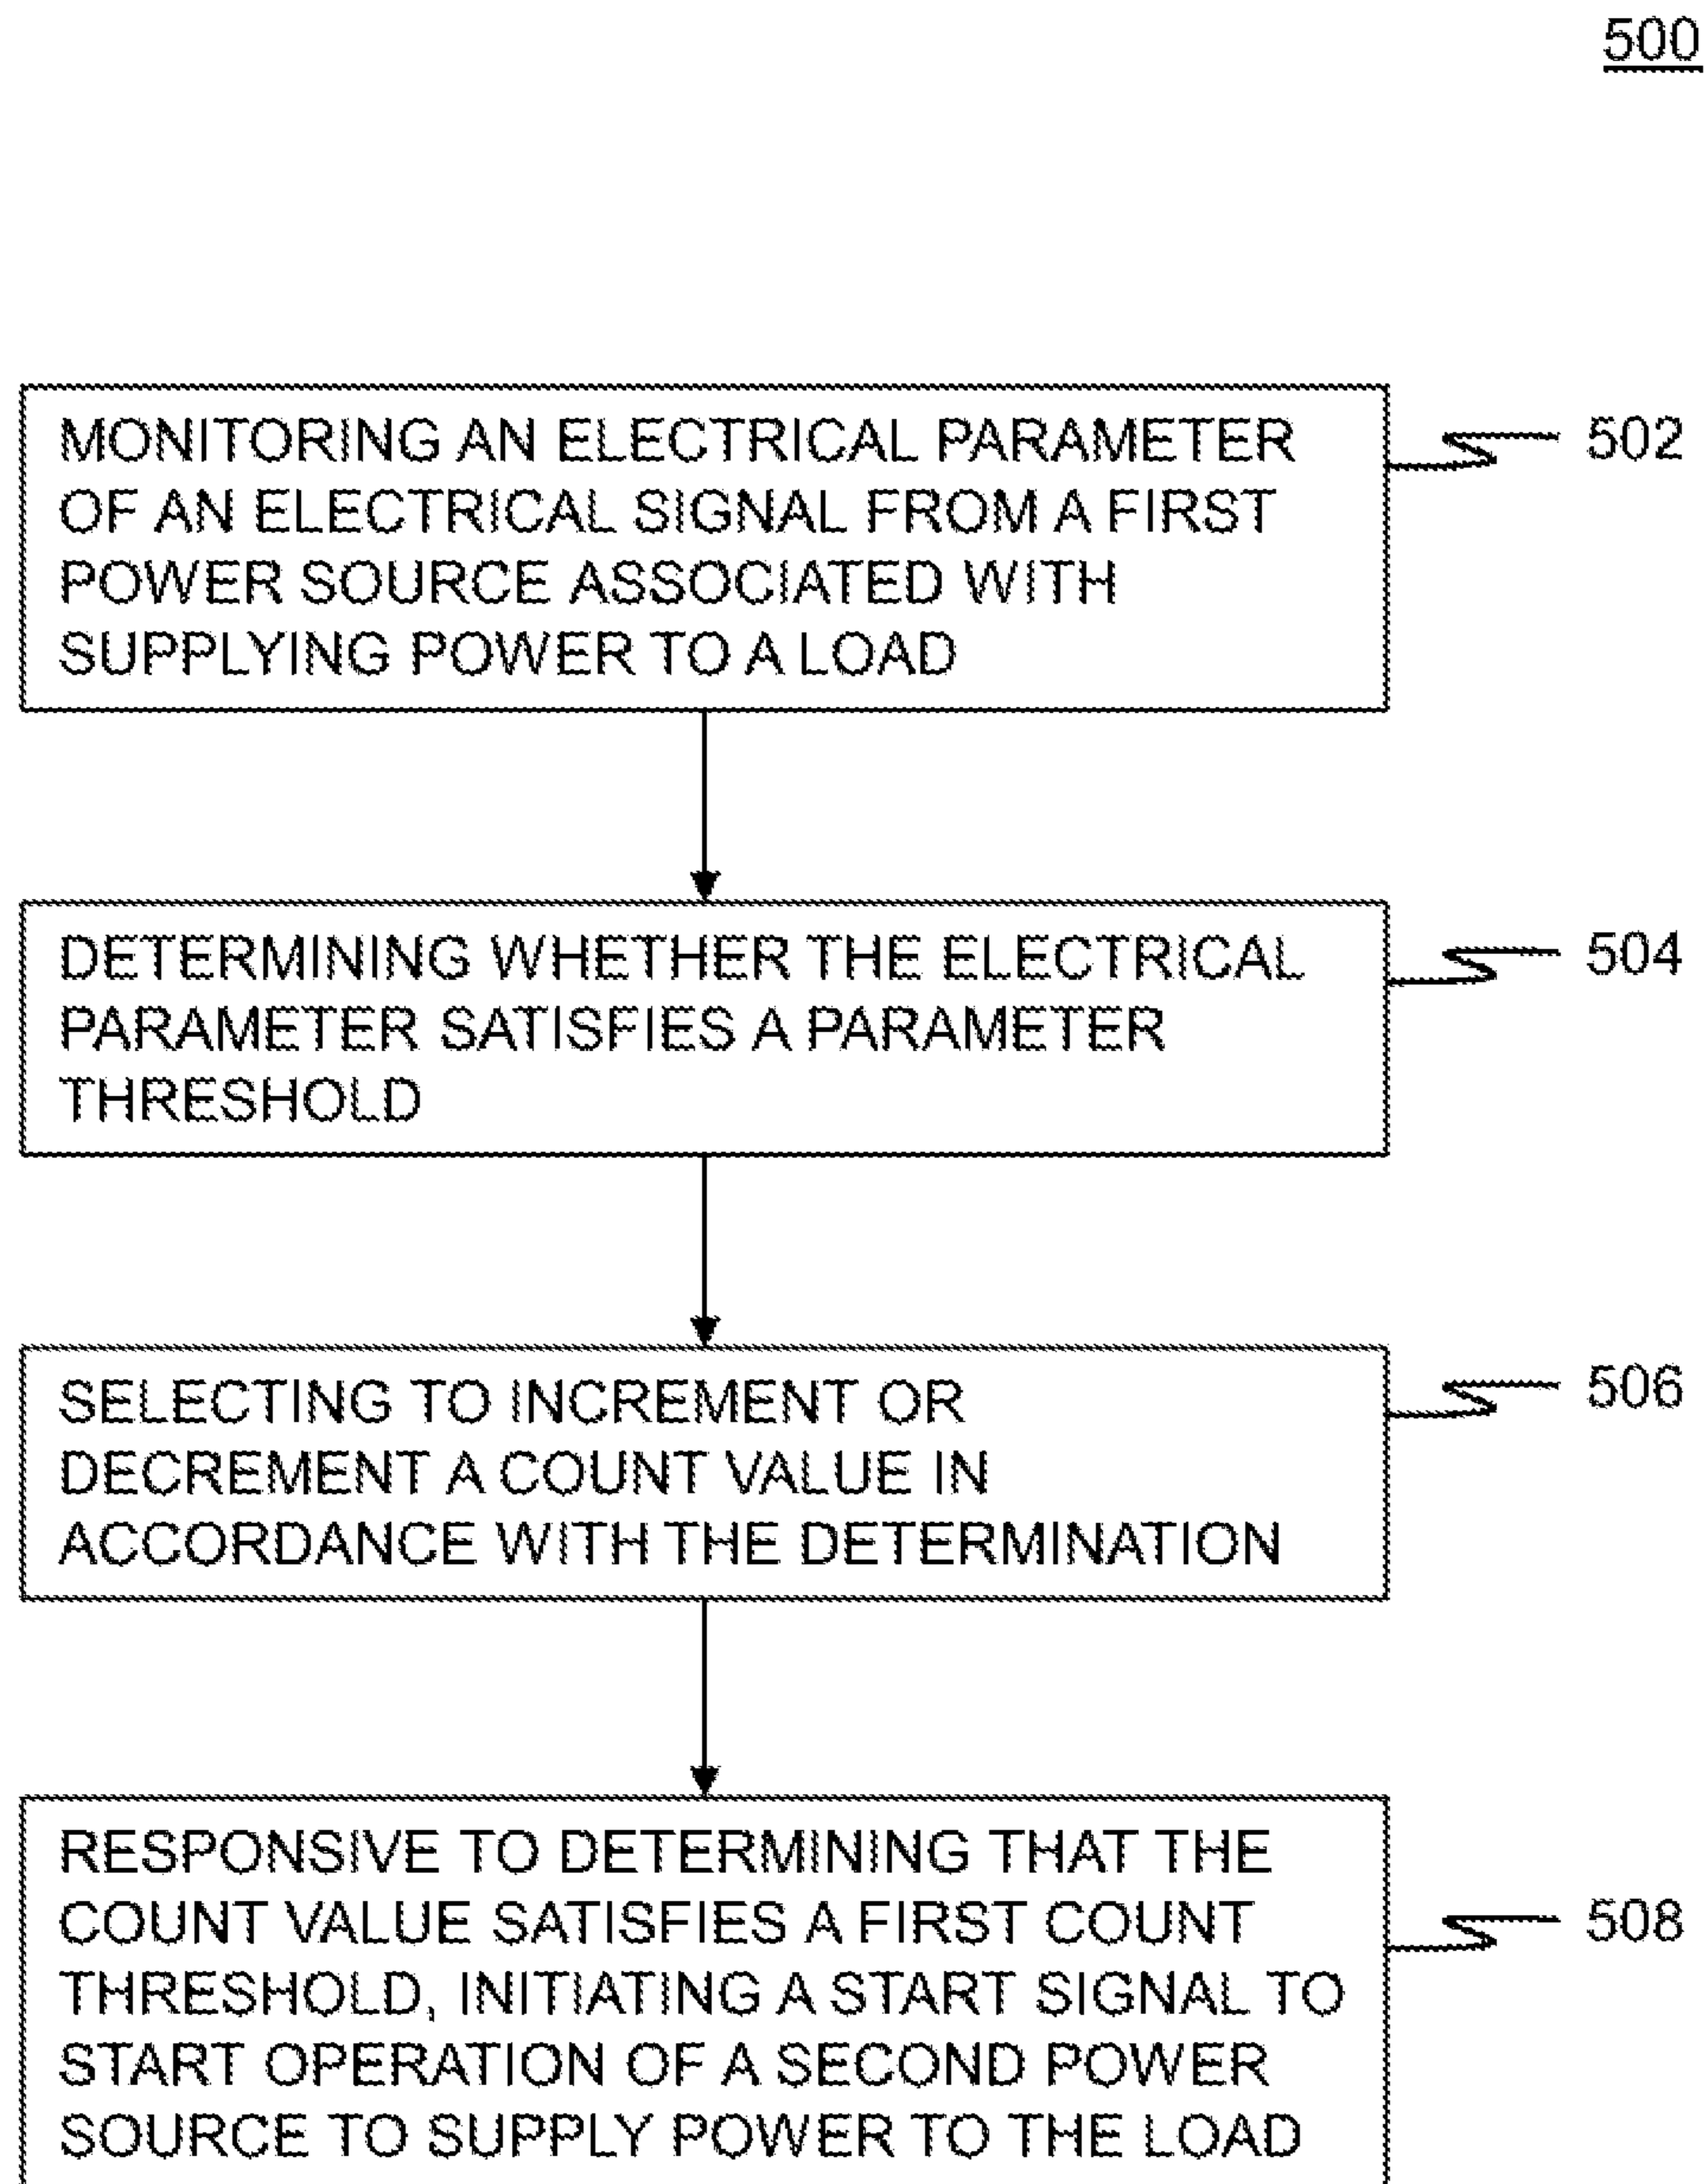 500
MONITORING AN ELECTRICAL PARAMETER
OF AN ELECTRICAL SIGNAL FROM A FIRST
POWER SOURCE ASSOCIATED WITH
SUPPLYING POWER TO A LOAD
502
DETERMINING WHETHER THE ELECTRICAL
PARAMETER SATISFIES A PARAMETER
THRESHOLD
504
SELECTING TO INCREMENT OR
DECREMENT A COUNT VALUE IN
ACCORDANCE WITH THE DETERMINATION
506
RESPONSIVE TO DETERMINING THAT THE
COUNT VALUE SATISFIES A FIRST COUNT
THRESHOLD, INITIATING A START SIGNAL TO
START OPERATION OF A SECOND POWER
SOURCE TO SUPPLY POWER TO THE LOAD
508